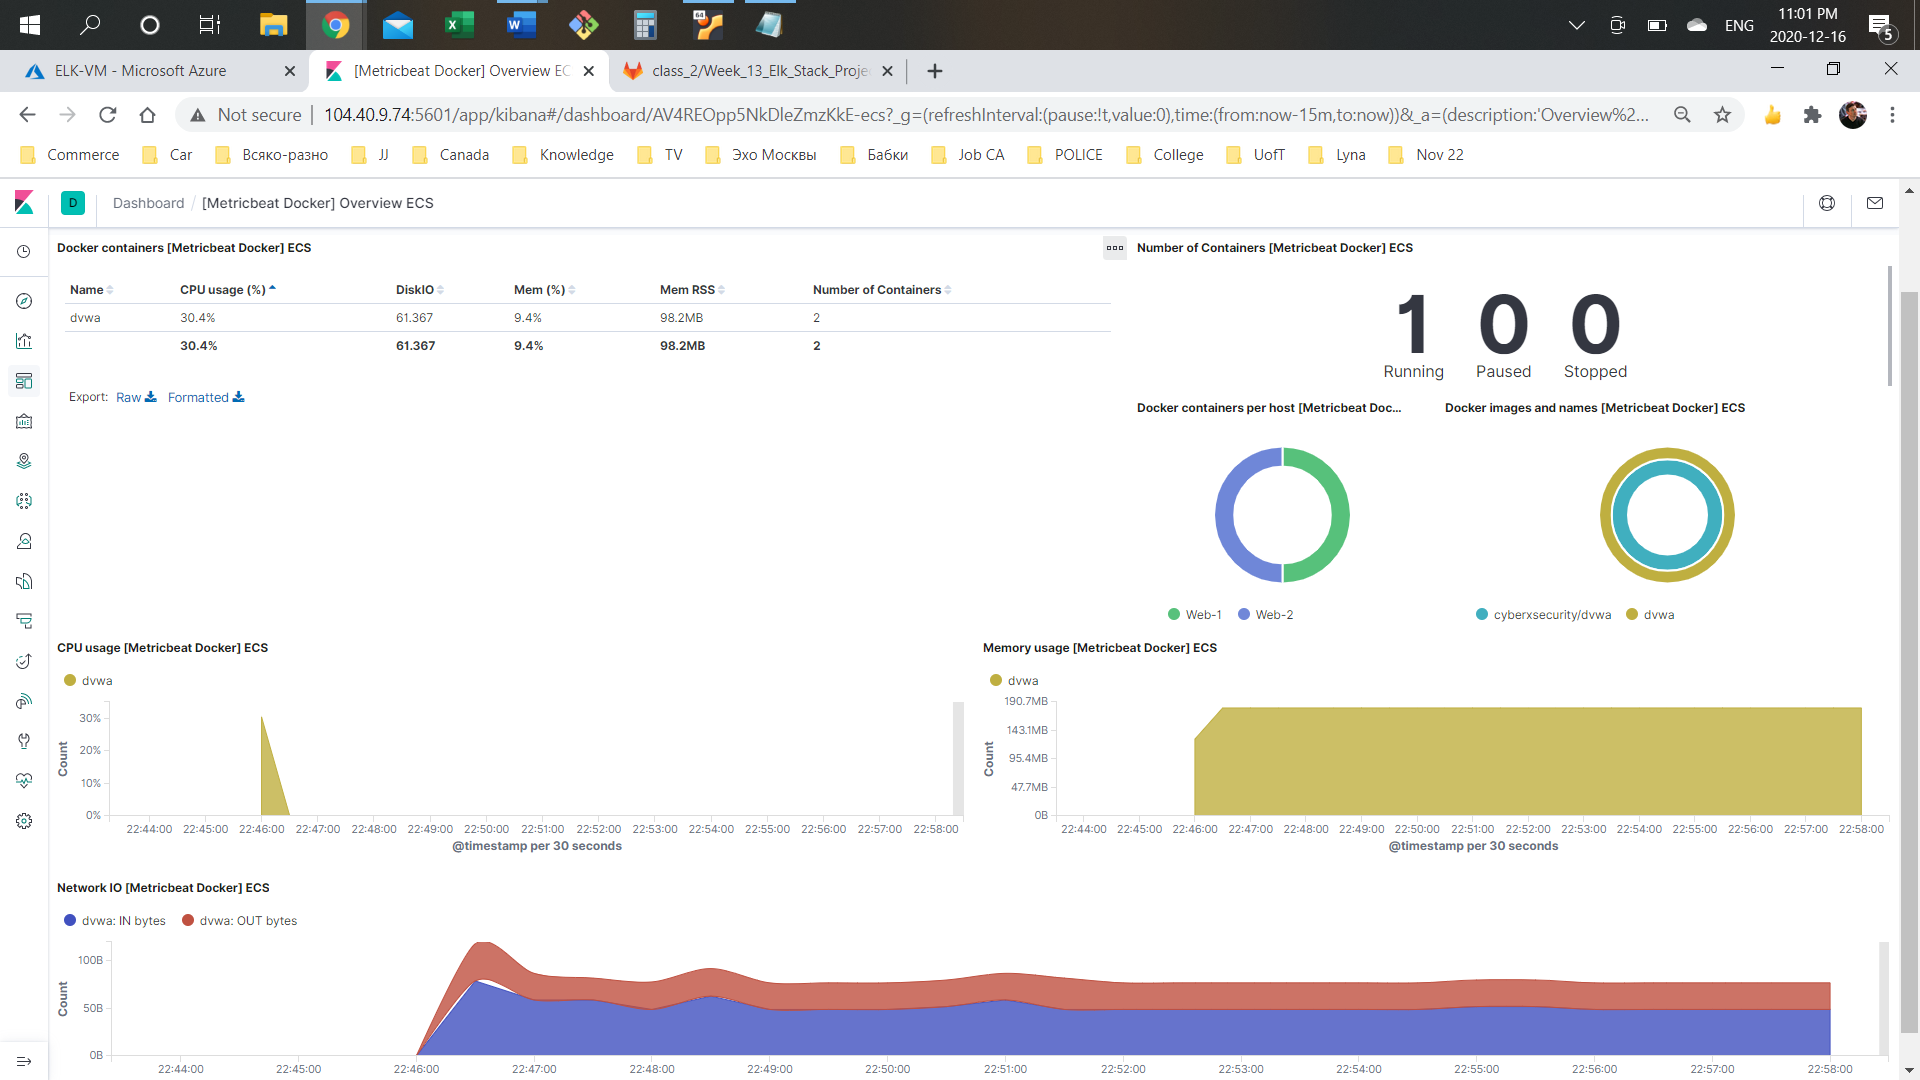 ENG
11:01 PM
2020-12-16
5
64
ELK-VM - Microsoft Azure
[Metricbeat Docker] Overview EC
class_2/Week_13_Elk_Stack_Proje
Not secure
104.40.9.74:5601/app/kibana#/dashboard/AV4REOpp5NkDleZmzKkE-ecs?_g=(refreshInterval:(pause:!t,value:0),time:(from:now-15m,to:now))&_a=(description:'Overview%2...
Commerce
Car
Всяко-разно
JJ
Canada
Knowledge
TV
Эхо Москвы
Бабки
Job CA
POLICE
College
UofT
Lyna
Nov 22
D
Dashboard / [Metricbeat Docker] Overview ECS
Docker containers [Metricbeat Docker] ECS
Name CPU usage (%) DiskIO Mem (%) Mem RSS Number of Containers
dvwa 30.4% 61.367 9.4% 98.2MB 2
30.4% 61.367 9.4% 98.2MB 2
Export: Raw Formatted
Number of Containers [Metricbeat Docker] ECS
1 0 0
Running Paused Stopped
Docker containers per host [Metricbeat Doc...
Web-1 Web-2
Docker images and names [Metricbeat Docker] ECS
cyberxsecurity/dvwa dvwa
CPU usage [Metricbeat Docker] ECS
dvwa
30%
20%
10%
0%
Count
22:44:00 22:45:00 22:46:00 22:47:00 22:48:00 22:49:00 22:50:00 22:51:00 22:52:00 22:53:00 22:54:00 22:55:00 22:56:00 22:57:00 22:58:00
@timestamp per 30 seconds
Memory usage [Metricbeat Docker] ECS
dvwa
190.7MB
143.1MB
95.4MB
47.7MB
0B
Count
22:44:00 22:45:00 22:46:00 22:47:00 22:48:00 22:49:00 22:50:00 22:51:00 22:52:00 22:53:00 22:54:00 22:55:00 22:56:00 22:57:00 22:58:00
@timestamp per 30 seconds
Network IO [Metricbeat Docker] ECS
dvwa: IN bytes dvwa: OUT bytes
100B
50B
0B
Count
22:44:00 22:45:00 22:46:00 22:47:00 22:48:00 22:49:00 22:50:00 22:51:00 22:52:00 22:53:00 22:54:00 22:55:00 22:56:00 22:57:00 22:58:00